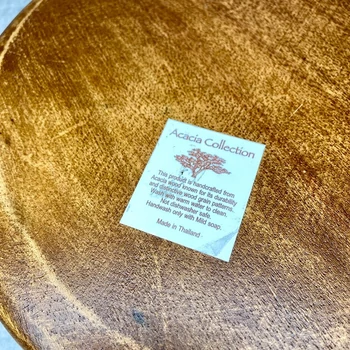 Acacia Collection
This product is handcrafted from
Acacia wood known for its durability
and distinctive wood grain patterns.
Wash with warm water to clean.
Not dishwasher safe.
Handwash only with Mild soap.
Made in Thailand